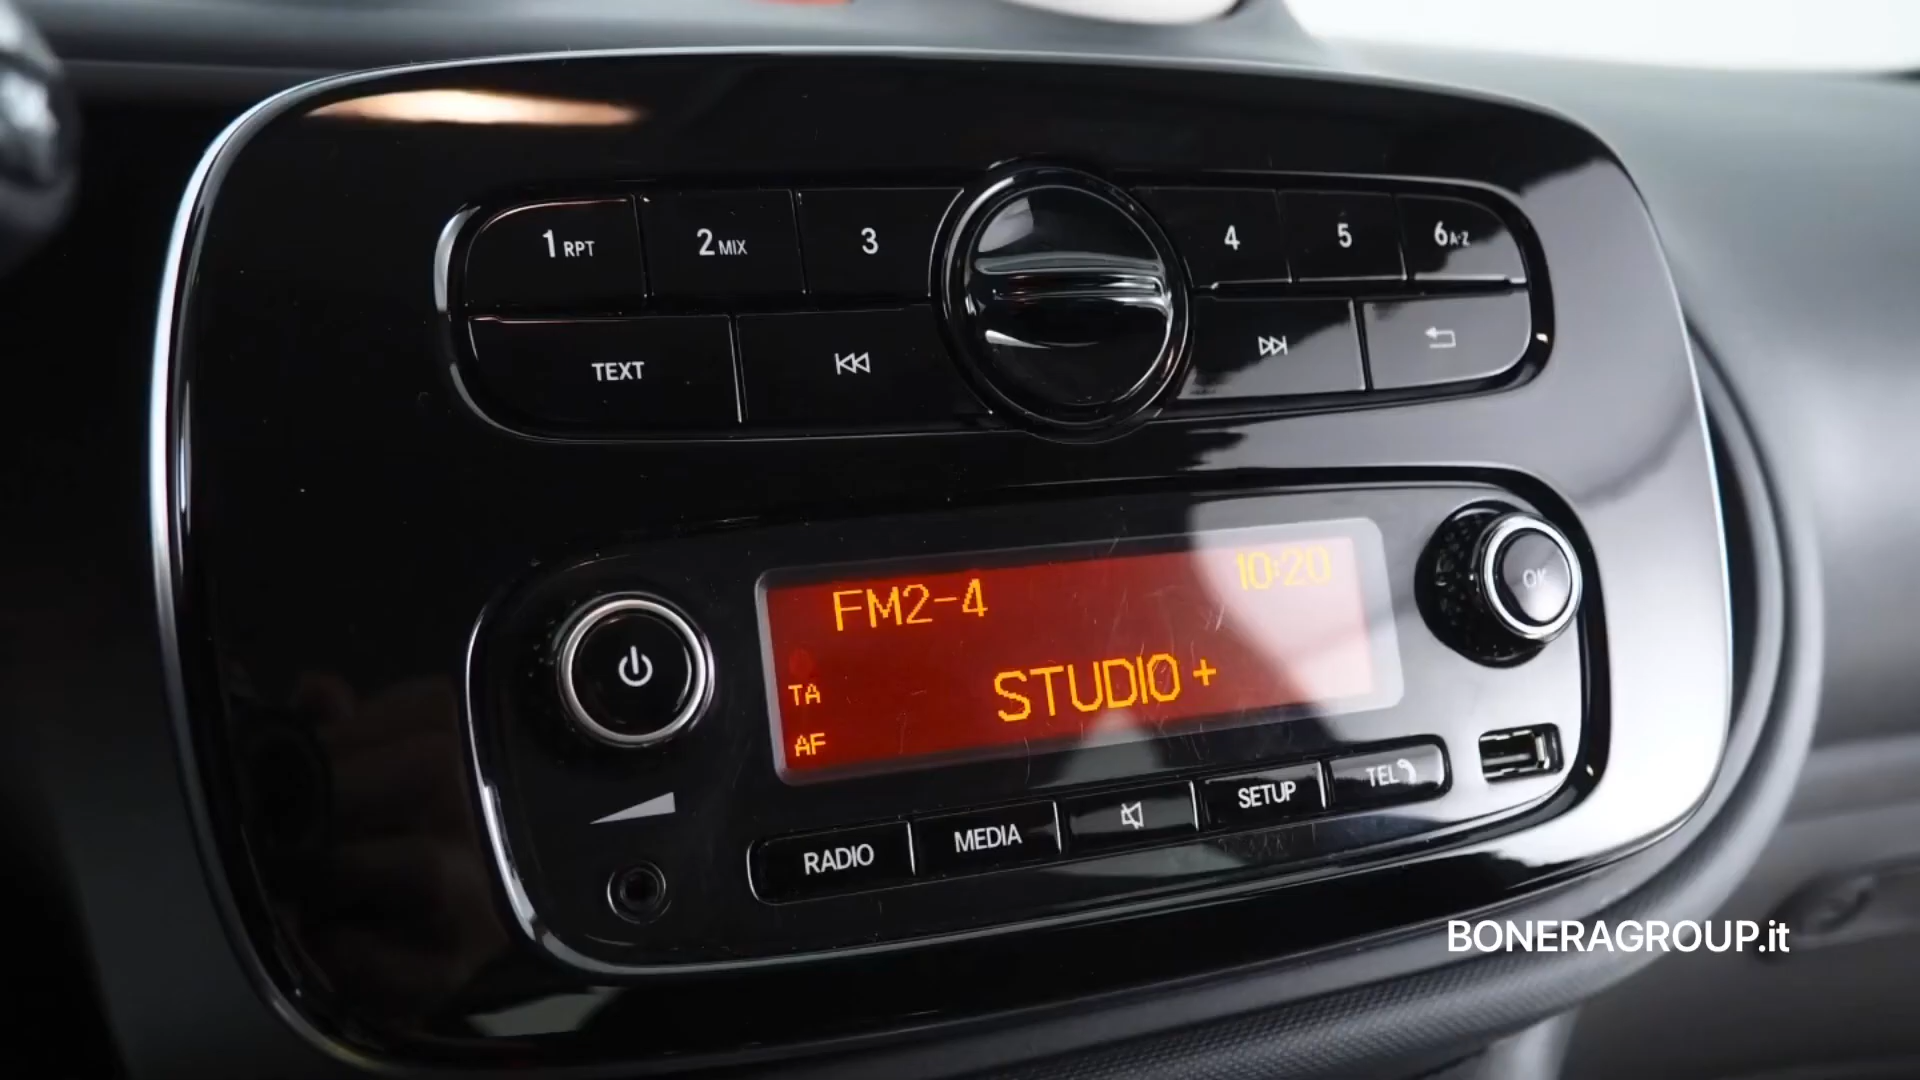 1 RPT 2 MIX 3 4 5 6 A-Z
TEXT
FM2-4 10:20
STUDIO +
TA
AF
OK
RADIO MEDIA SETUP TEL
BONERAGROUP.it